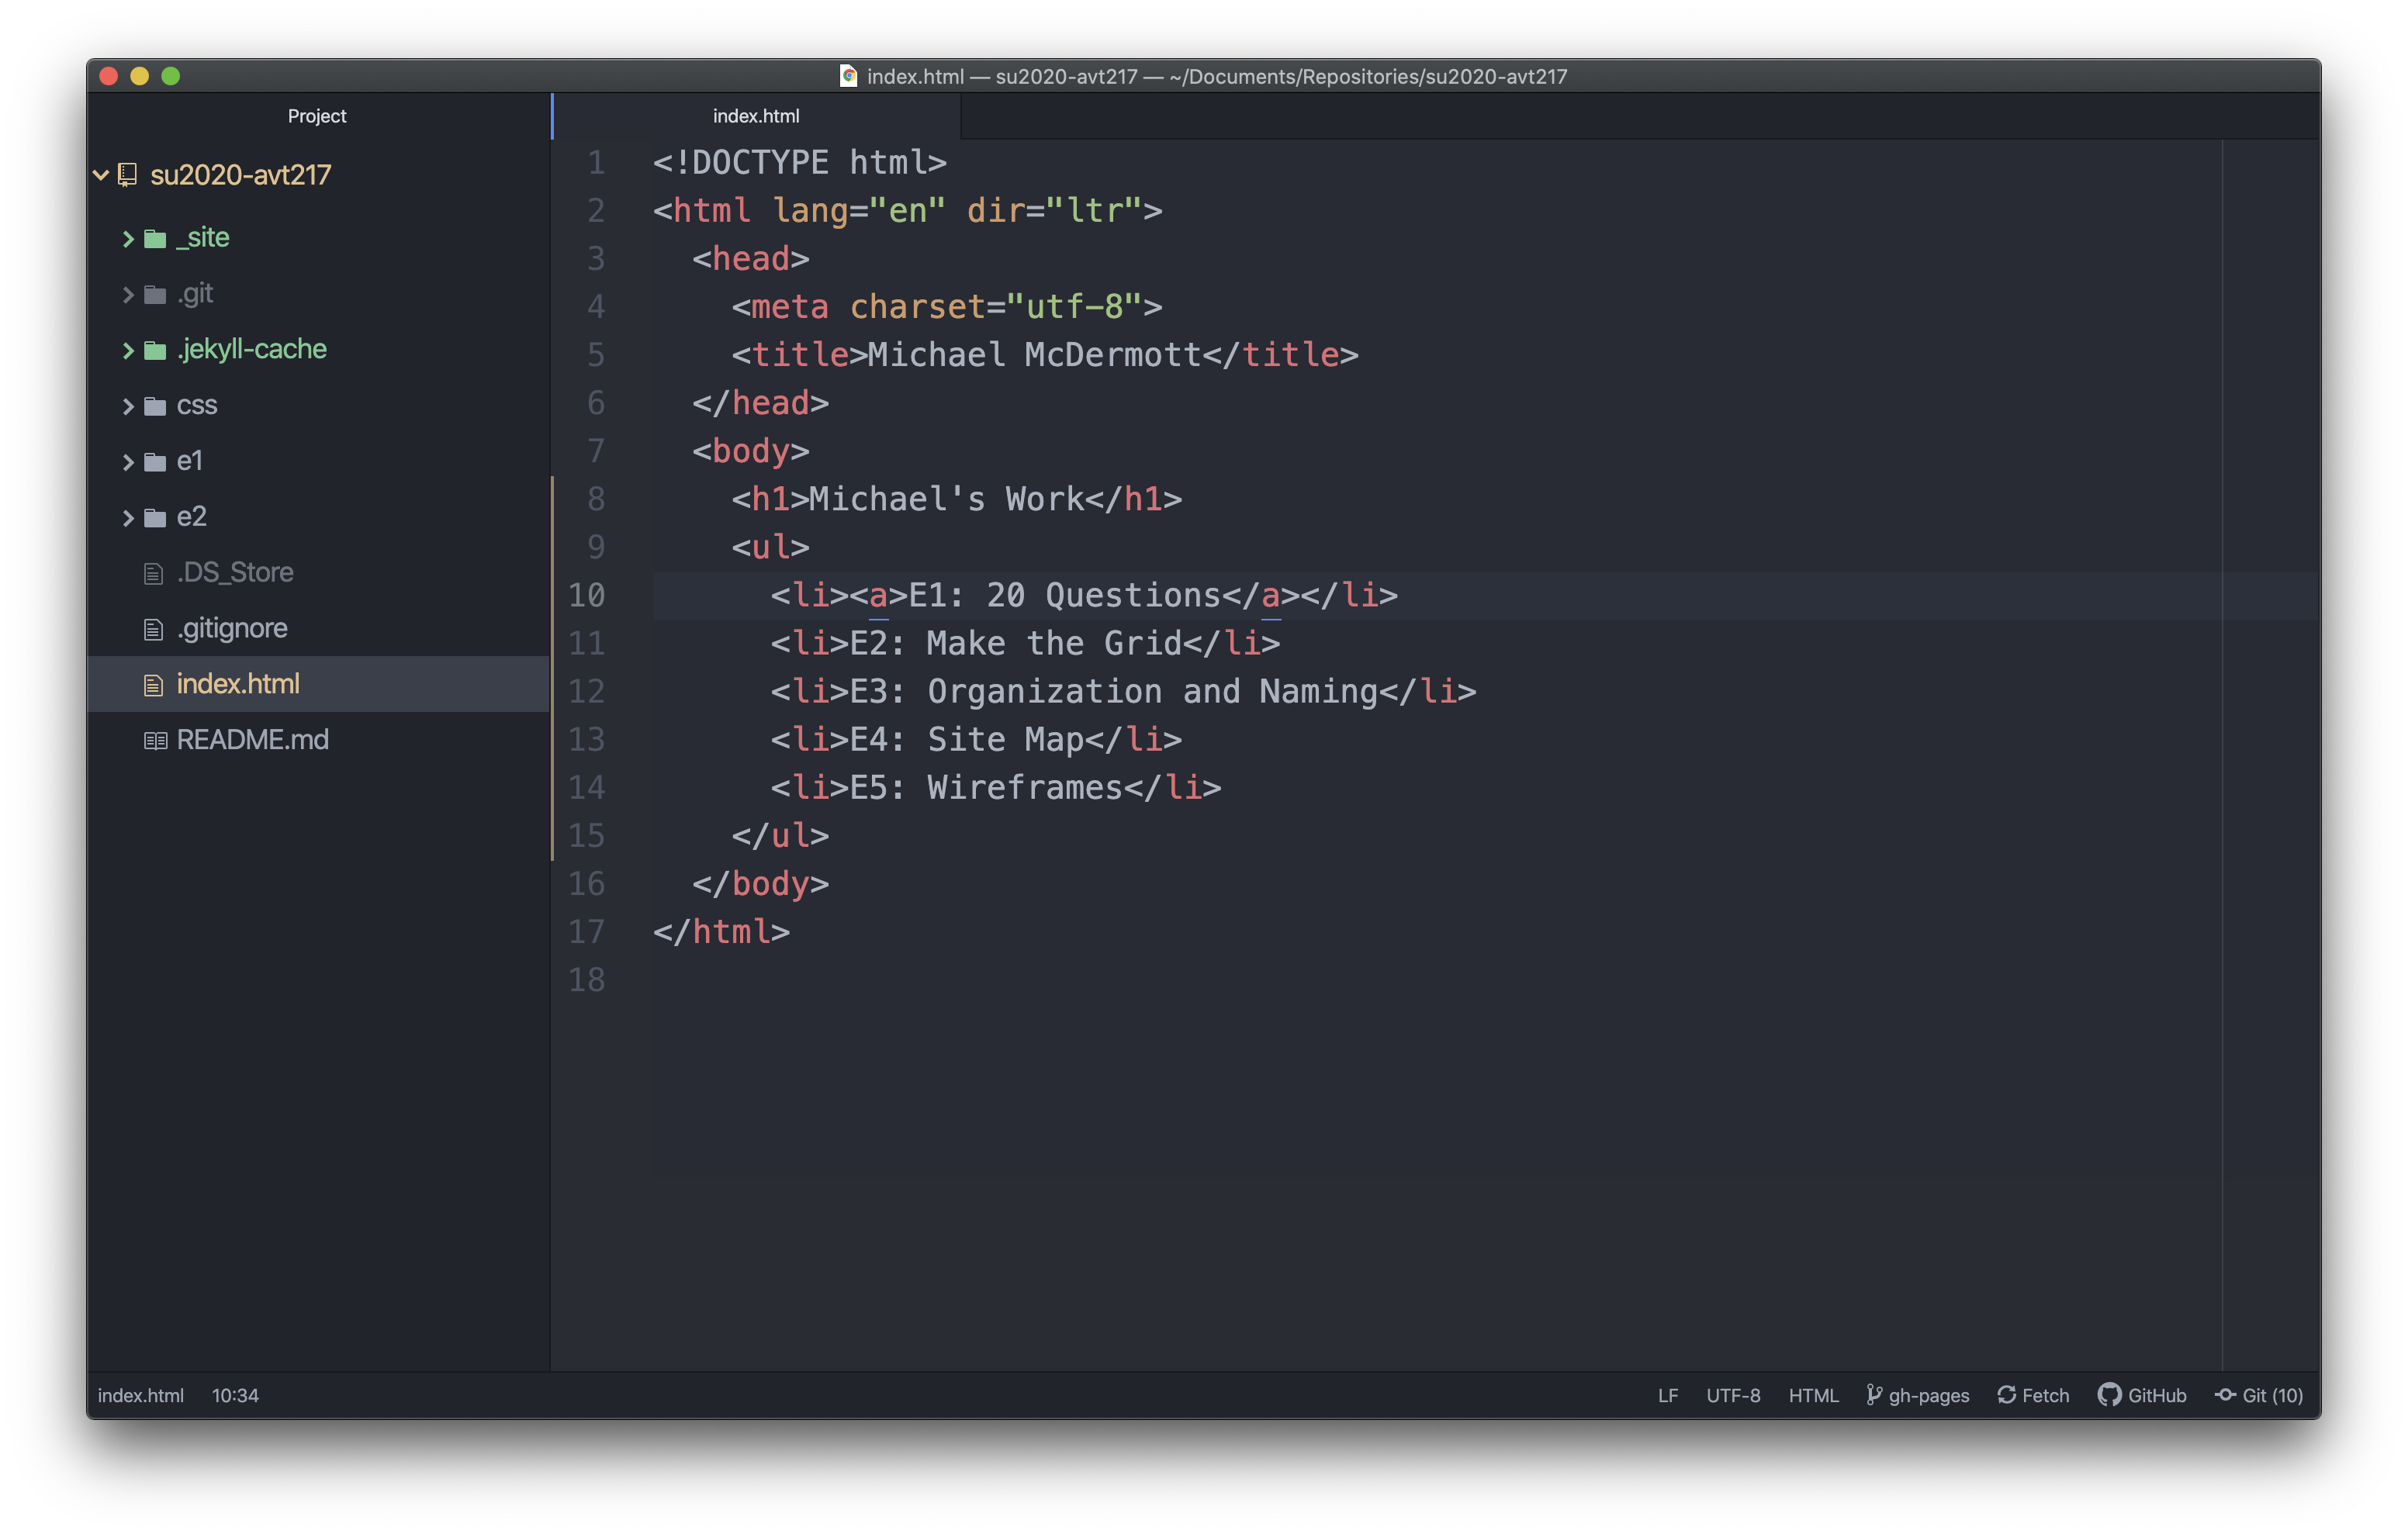 index.html — su2020-avt217 — ~/Documents/Repositories/su2020-avt217
Project
su2020-avt217
_site
.git
.jekyll-cache
css
e1
e2
.DS_Store
.gitignore
index.html
README.md
index.html
1 <!DOCTYPE html>
2 <html lang="en" dir="ltr">
3 <head>
4 <meta charset="utf-8">
5 <title>Michael McDermott</title>
6 </head>
7 <body>
8 <h1>Michael's Work</h1>
9 <ul>
10 <li><a>E1: 20 Questions</a></li>
11 <li>E2: Make the Grid</li>
12 <li>E3: Organization and Naming</li>
13 <li>E4: Site Map</li>
14 <li>E5: Wireframes</li>
15 </ul>
16 </body>
17 </html>
18
index.html 10:34 LF UTF-8 HTML gh-pages Fetch GitHub Git (10)